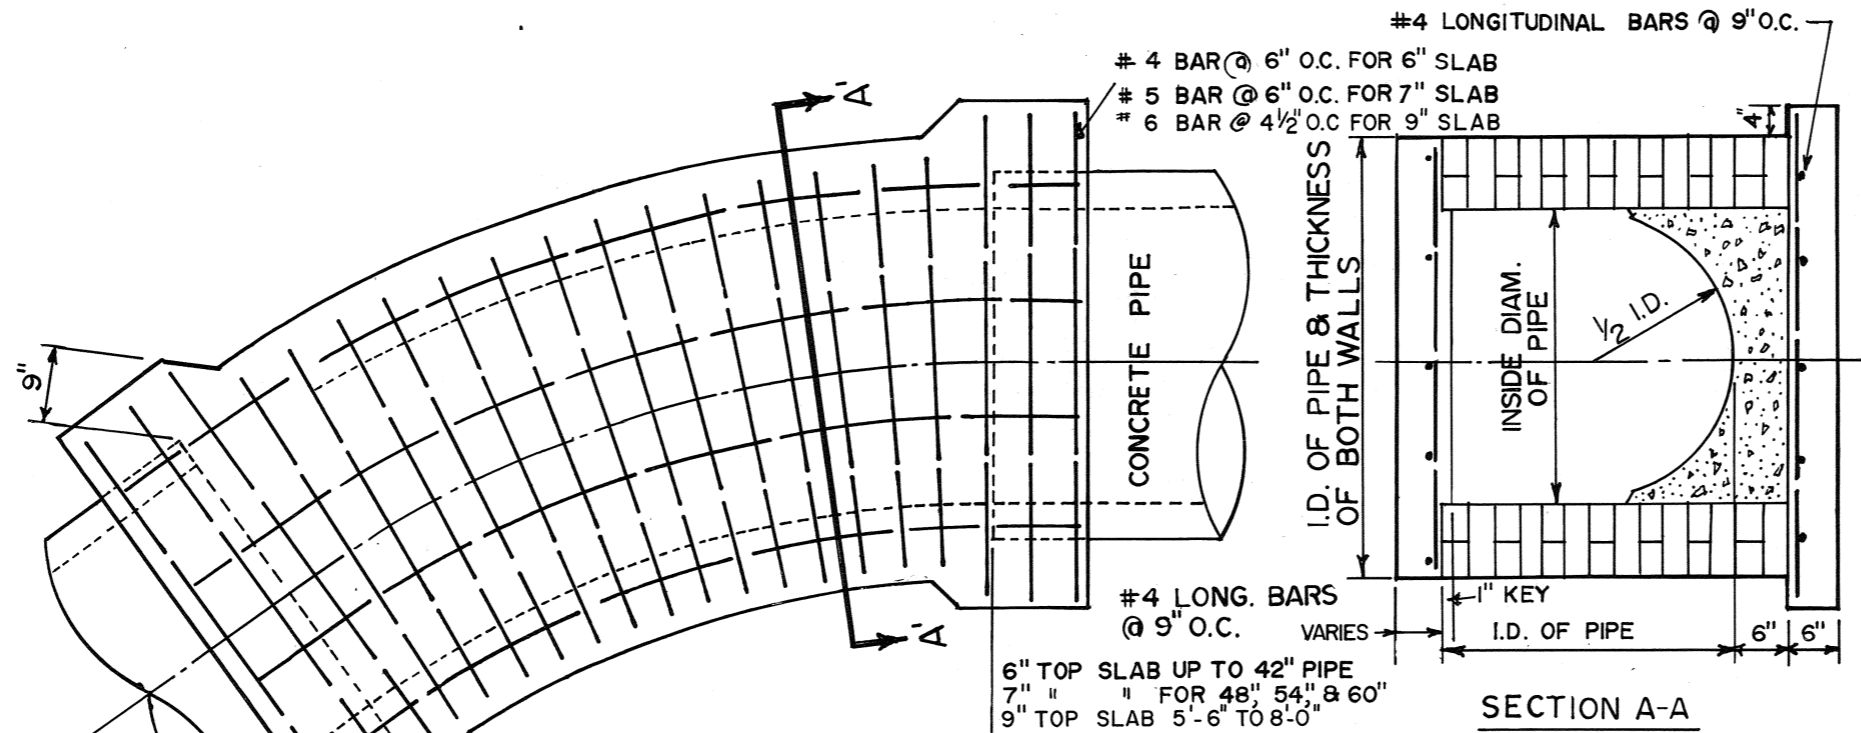 #4 LONGITUDINAL BARS @ 9" O.C.
# 4 BAR @ 6" O.C. FOR 6" SLAB
# 5 BAR @ 6" O.C. FOR 7" SLAB
# 6 BAR @ 4½" O.C FOR 9" SLAB
A
4"
I.D. OF PIPE & THICKNESS
OF BOTH WALLS
INSIDE DIAM.
OF PIPE
½ I.D.
CONCRETE PIPE
9"
A
#4 LONG. BARS
@ 9" O.C.
1" KEY
VARIES
I.D. OF PIPE
6"
6"
6" TOP SLAB UP TO 42" PIPE
7" " " FOR 48", 54", & 60"
9" TOP SLAB 5'-6" TO 8'-0"
SECTION A-A